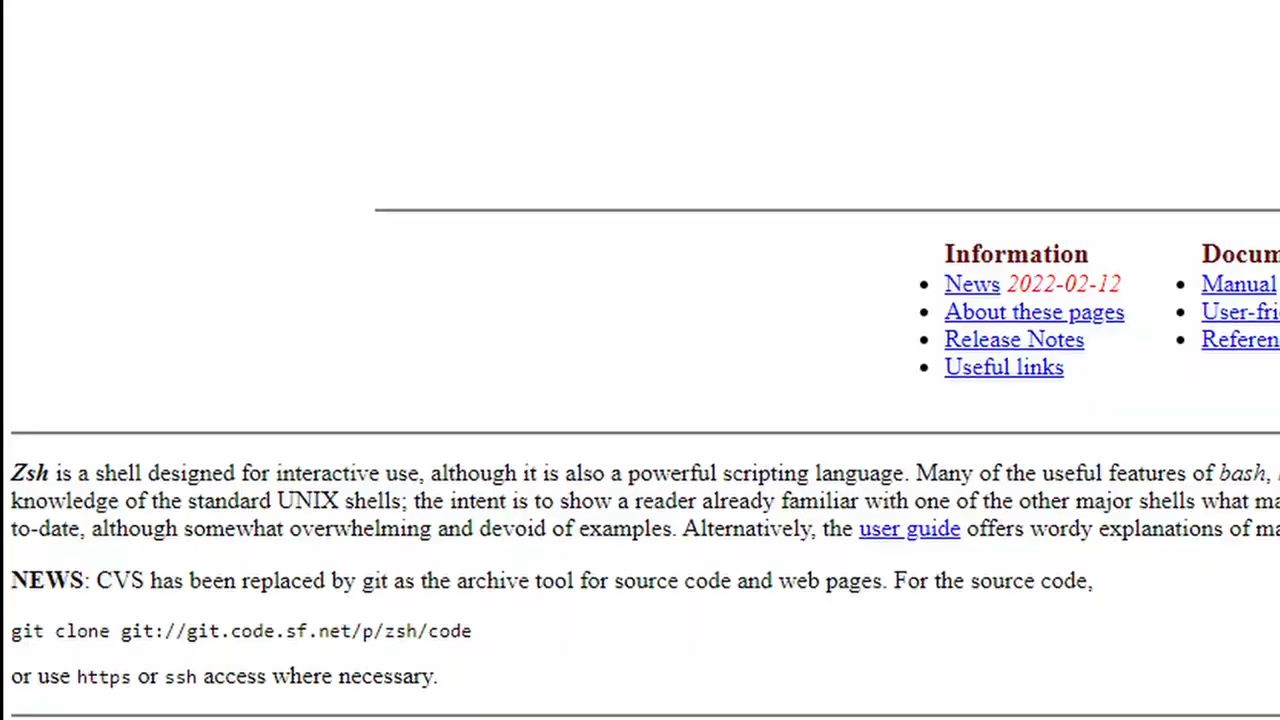 Information
News 2022-02-12
About these pages
Release Notes
Useful links
Docum
Manual
User-fri
Referen
Zsh is a shell designed for interactive use, although it is also a powerful scripting language. Many of the useful features of bash,
knowledge of the standard UNIX shells; the intent is to show a reader already familiar with one of the other major shells what ma
to-date, although somewhat overwhelming and devoid of examples. Alternatively, the user guide offers wordy explanations of ma
NEWS: CVS has been replaced by git as the archive tool for source code and web pages. For the source code,
git clone git://git.code.sf.net/p/zsh/code
or use https or ssh access where necessary.